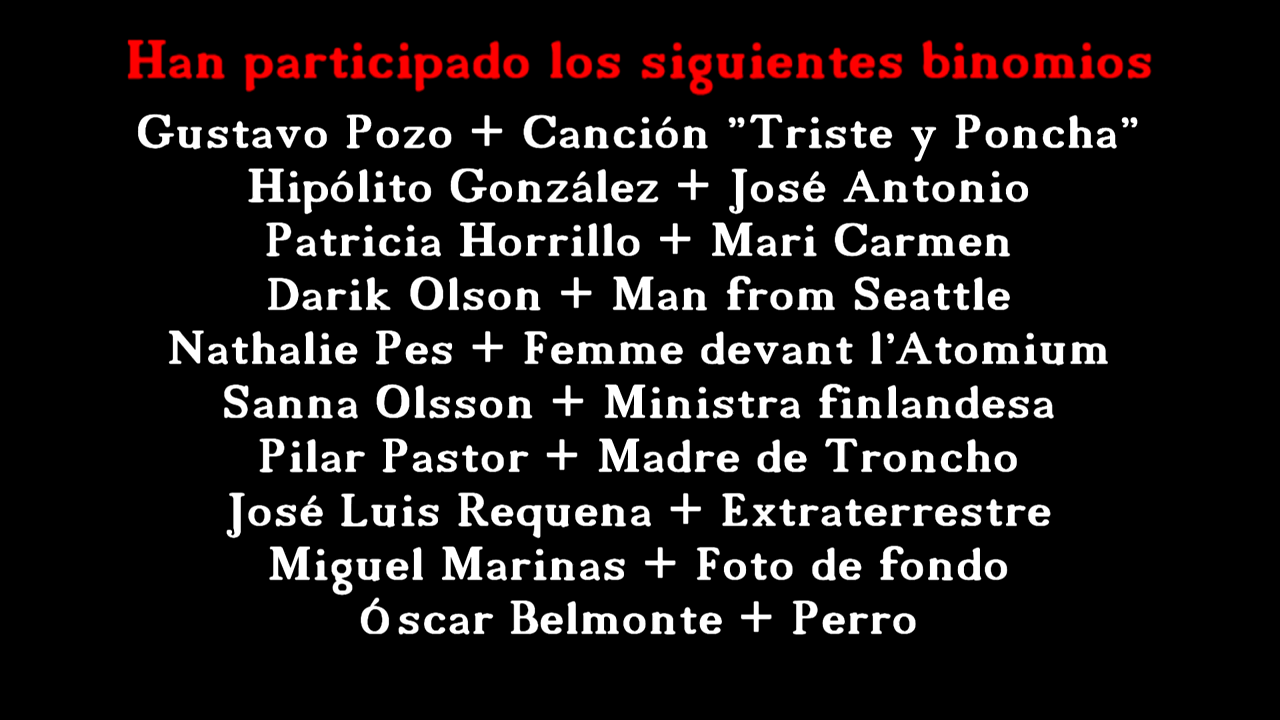 Han participado los siguientes binomios
Gustavo Pozo + Canción "Triste y Poncha"
Hipólito González + José Antonio
Patricia Horrillo + Mari Carmen
Darik Olson + Man from Seattle
Nathalie Pes + Femme devant l'Atomium
Sanna Olsson + Ministra finlandesa
Pilar Pastor + Madre de Troncho
José Luis Requena + Extraterrestre
Miguel Marinas + Foto de fondo
Óscar Belmonte + Perro